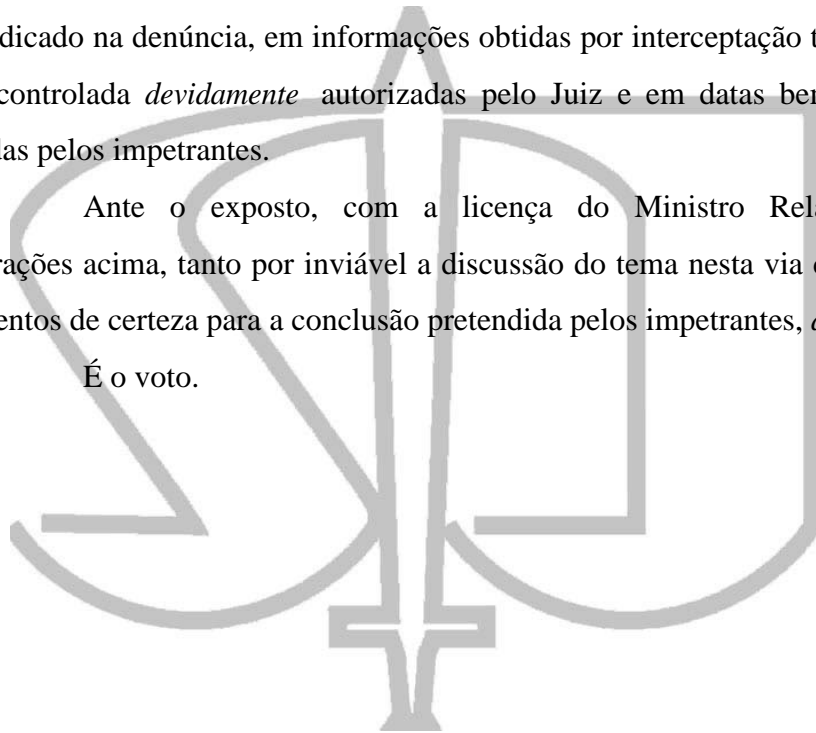 dicado na denúncia, em informações obtidas por interceptação t
controlada devidamente autorizadas pelo Juiz e em datas ber
das pelos impetrantes.
Ante o exposto, com a licença do Ministro Rel
rações acima, tanto por inviável a discussão do tema nesta via
entos de certeza para a conclusão pretendida pelos impetrantes,
É o voto.